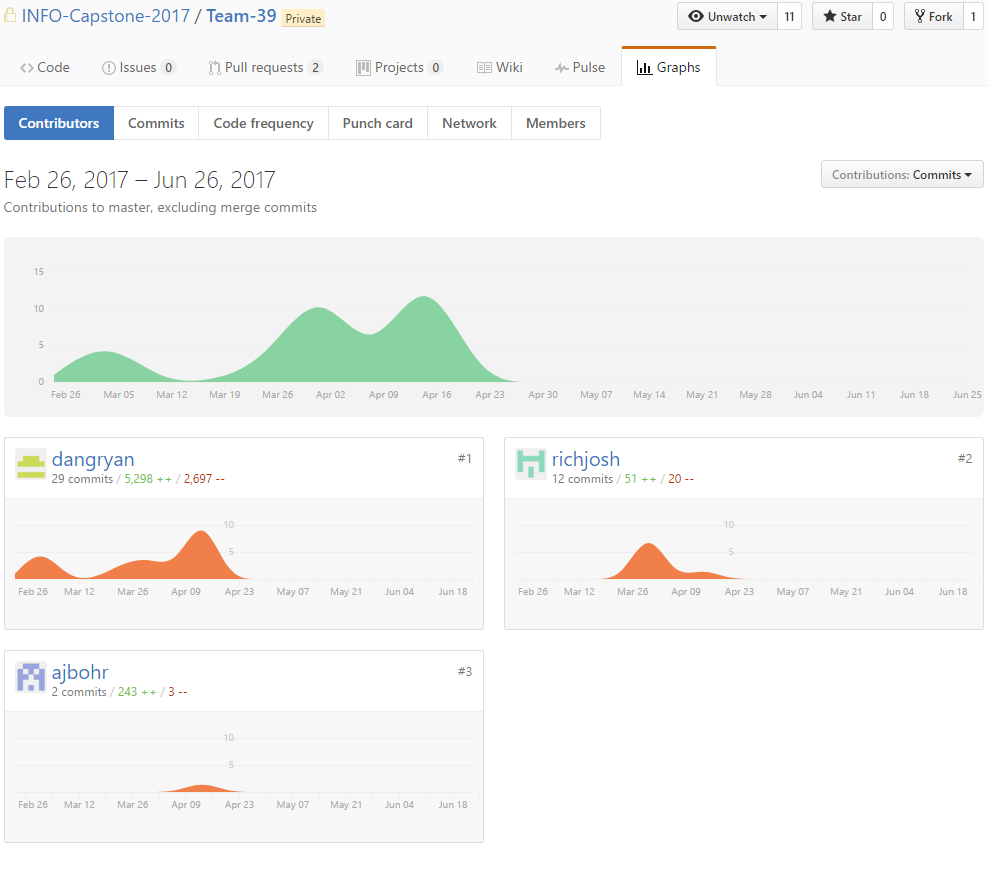 INFO-Capstone-2017 / Team-39 Private Unwatch 11 Star 0 Fork 1
Code Issues 0 Pull requests 2 Projects 0 Wiki Pulse Graphs
Contributors Commits Code frequency Punch card Network Members
Feb 26, 2017 – Jun 26, 2017 Contributions: Commits
Contributions to master, excluding merge commits
15
10
5
0
Feb 26 Mar 05 Mar 12 Mar 19 Mar 26 Apr 02 Apr 09 Apr 16 Apr 23 Apr 30 May 07 May 14 May 21 May 28 Jun 04 Jun 11 Jun 18 Jun 25
dangryan #1
29 commits / 5,298 ++ / 2,697 --
10
5
Feb 26 Mar 12 Mar 26 Apr 09 Apr 23 May 07 May 21 Jun 04 Jun 18
richjosh #2
12 commits / 51 ++ / 20 --
10
5
Feb 26 Mar 12 Mar 26 Apr 09 Apr 23 May 07 May 21 Jun 04 Jun 18
ajbohr #3
2 commits / 243 ++ / 3 --
10
5
Feb 26 Mar 12 Mar 26 Apr 09 Apr 23 May 07 May 21 Jun 04 Jun 18